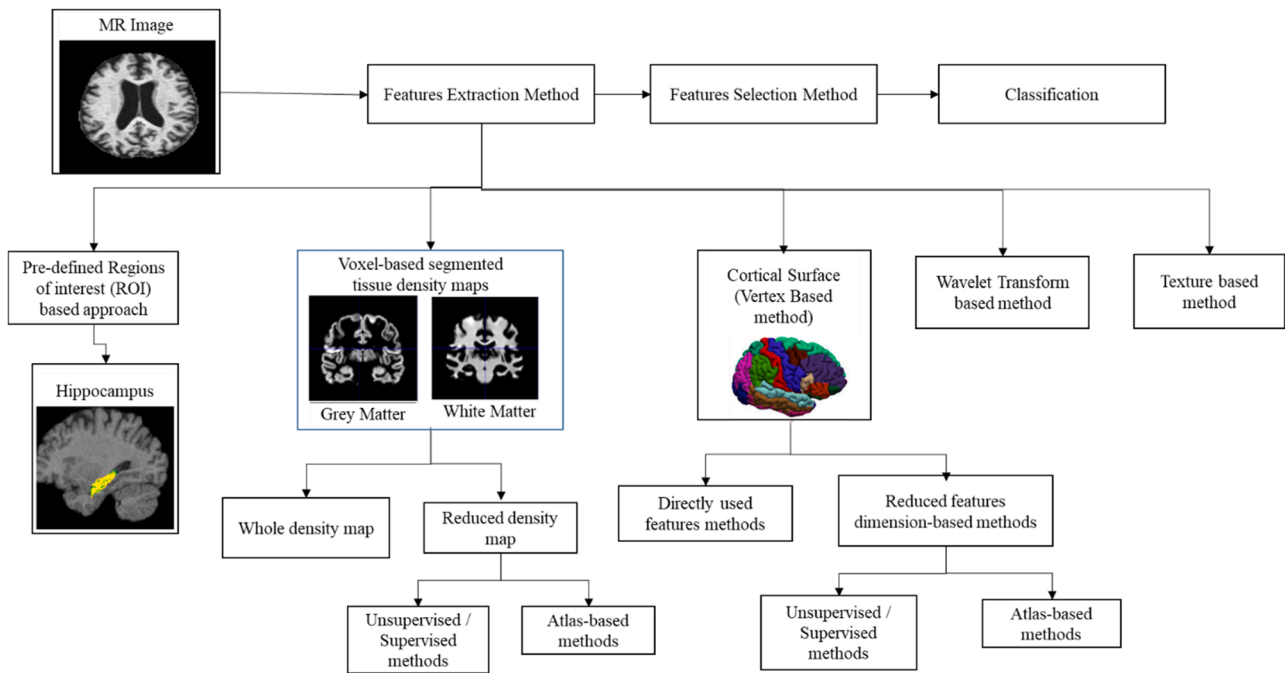 MR Image
Features Extraction Method
Features Selection Method
Classification
Pre-defined Regions
of interest (ROI)
based approach
Hippocampus
Voxel-based segmented
tissue density maps
Grey Matter
White Matter
Cortical Surface
(Vertex Based
method)
Wavelet Transform
based method
Texture based
method
Whole density map
Reduced density
map
Directly used
features methods
Reduced features
dimension-based methods
Unsupervised /
Supervised
methods
Atlas-based
methods
Unsupervised /
Supervised
methods
Atlas-based
methods